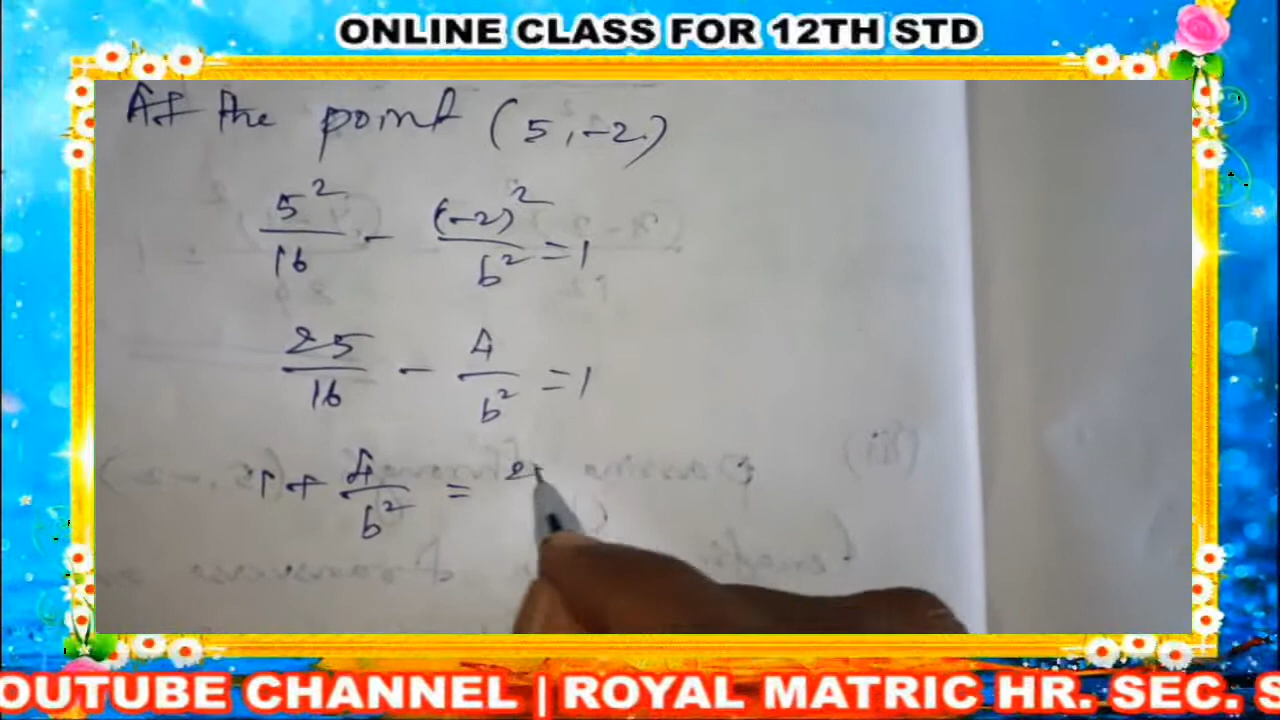 ONLINE CLASS FOR 12TH STD
At the point (5, -2)
5²/16 - (-2)²/b² = 1
25/16 - 4/b² = 1
1 + 4/b² = 2
OUTUBE CHANNEL | ROYAL MATRIC HR. SEC. S